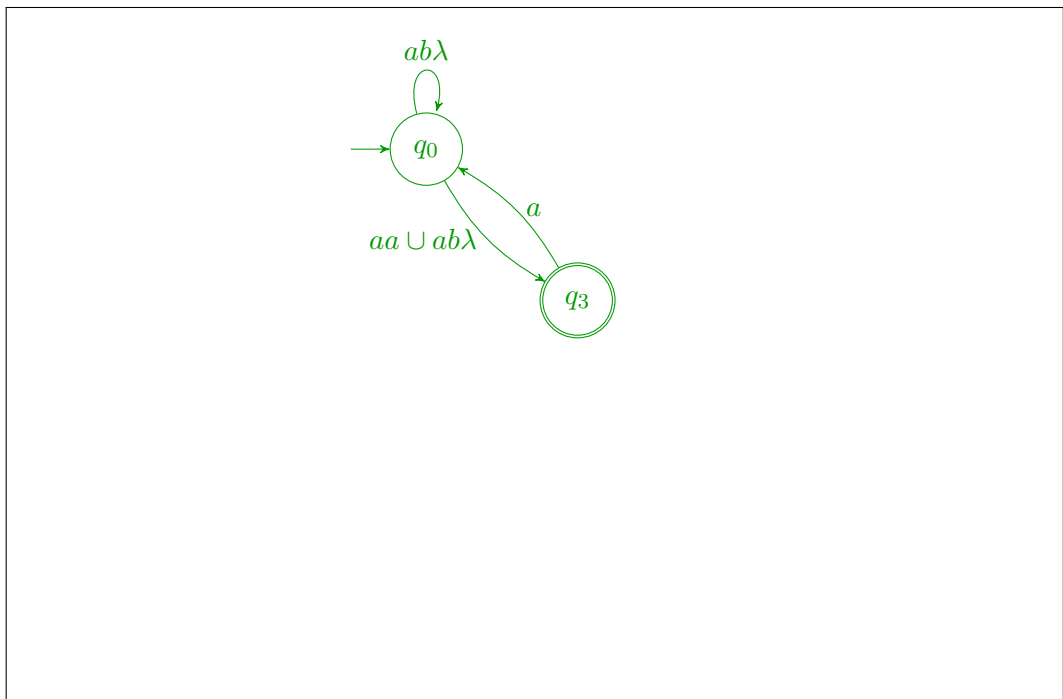 abλ
q₀
a
aa ∪ abλ
q₃